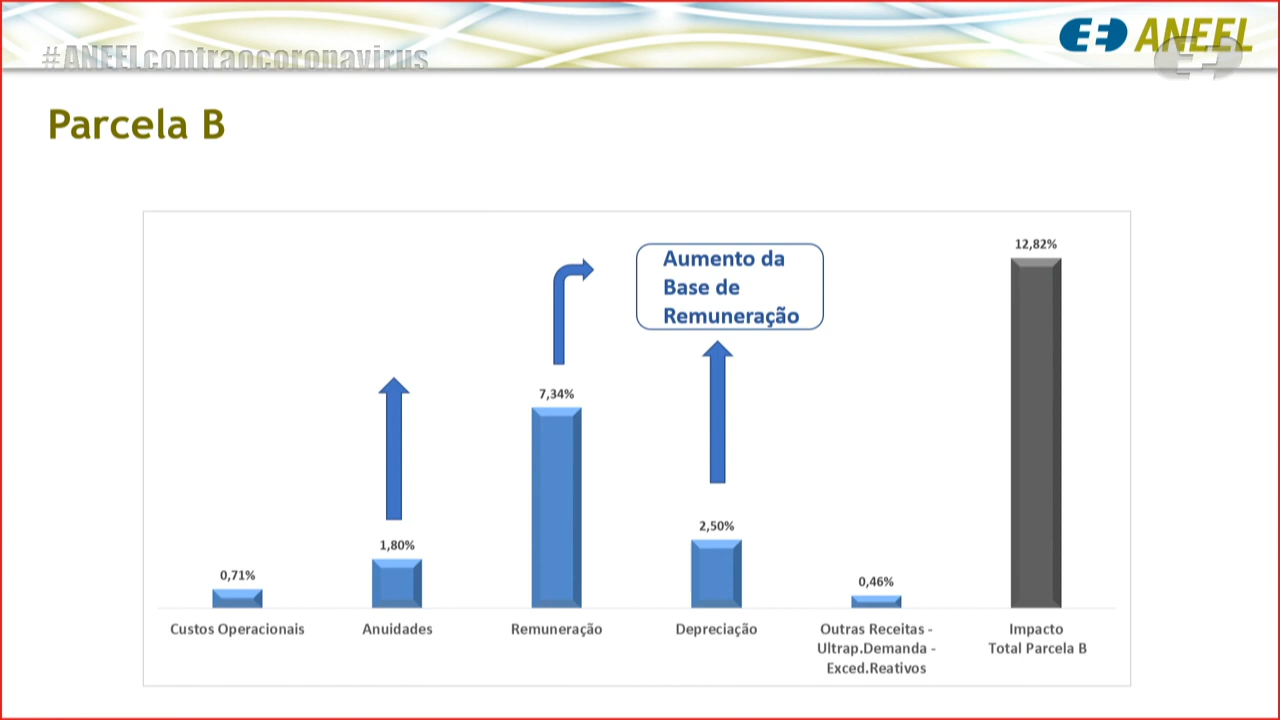 #ANEELcontraocoronavirus
ANEEL
Parcela B
Aumento da
Base de
Remuneração
12,82%
7,34%
2,50%
1,80%
0,71%
0,46%
Custos Operacionais
Anuidades
Remuneração
Depreciação
Outras Receitas -
Ultrap.Demanda -
Exced.Reativos
Impacto
Total Parcela B